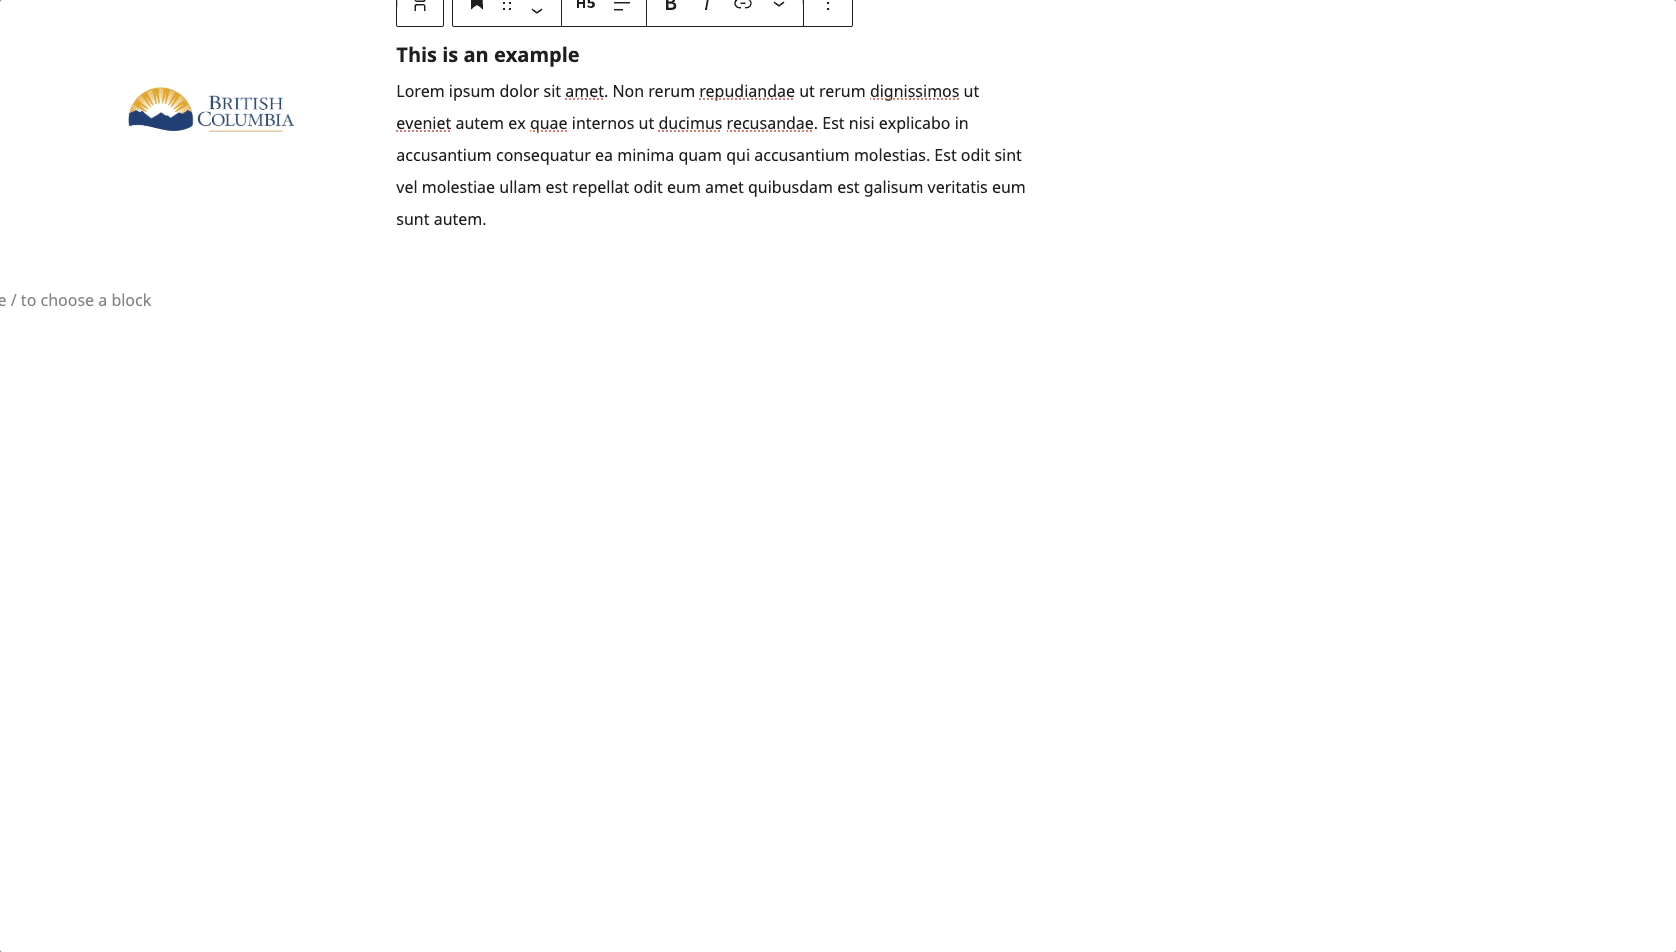 H5 B I
This is an example
BRITISH
COLUMBIA
Lorem ipsum dolor sit amet. Non rerum repudiandae ut rerum dignissimos ut
eveniet autem ex quae internos ut ducimus recusandae. Est nisi explicabo in
accusantium consequatur ea minima quam qui accusantium molestias. Est odit sint
vel molestiae ullam est repellat odit eum amet quibusdam est galisum veritatis eum
sunt autem.
e / to choose a block